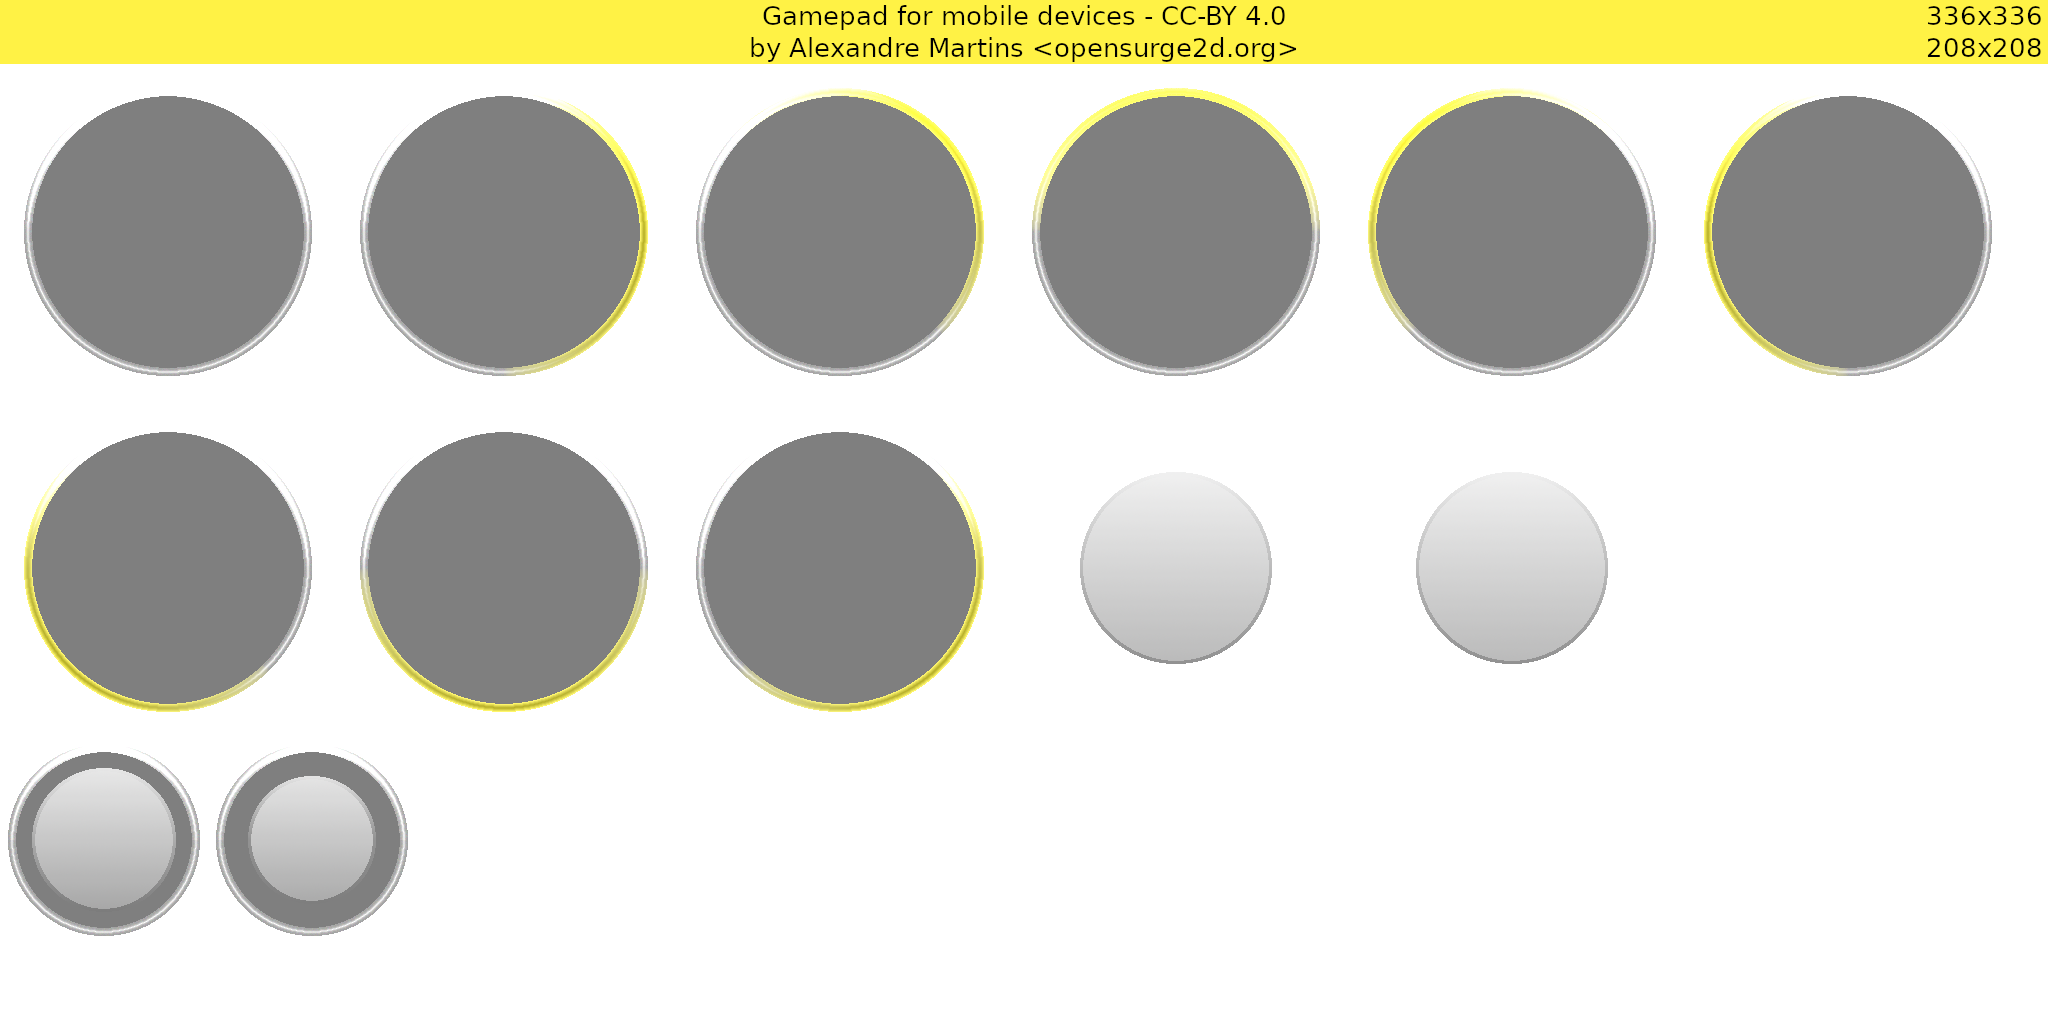 Gamepad for mobile devices - CC-BY 4.0
by Alexandre Martins <opensurge2d.org>
336x336
208x208